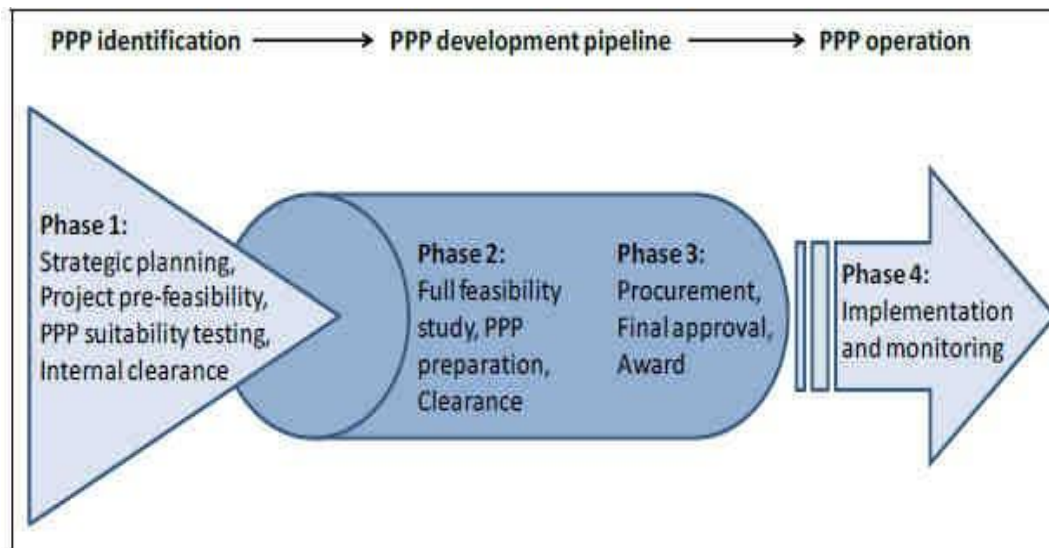 PPP identification
PPP development pipeline
PPP operation
Phase 1:
Strategic planning,
Project pre-feasibility,
PPP suitability testing,
Internal clearance
Phase 2:
Full feasibility
study, PPP
preparation,
Clearance
Phase 3:
Procurement,
Final approval,
Award
Phase 4:
Implementation
and monitoring